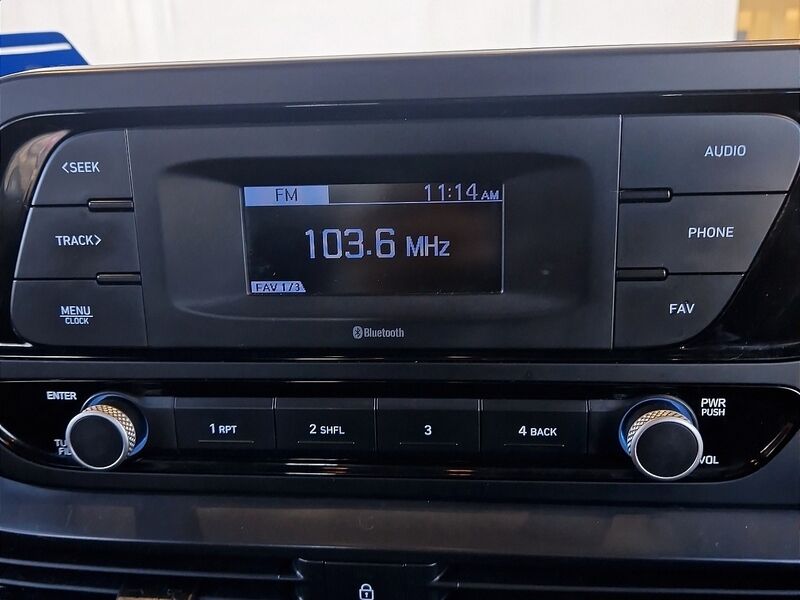 <SEEK
TRACK>
MENU
CLOCK
FM 11:14 AM
103.6 MHz
FAV 1/3
Bluetooth
AUDIO
PHONE
FAV
ENTER
1 RPT
2 SHFL
3
4 BACK
PWR
PUSH
VOL